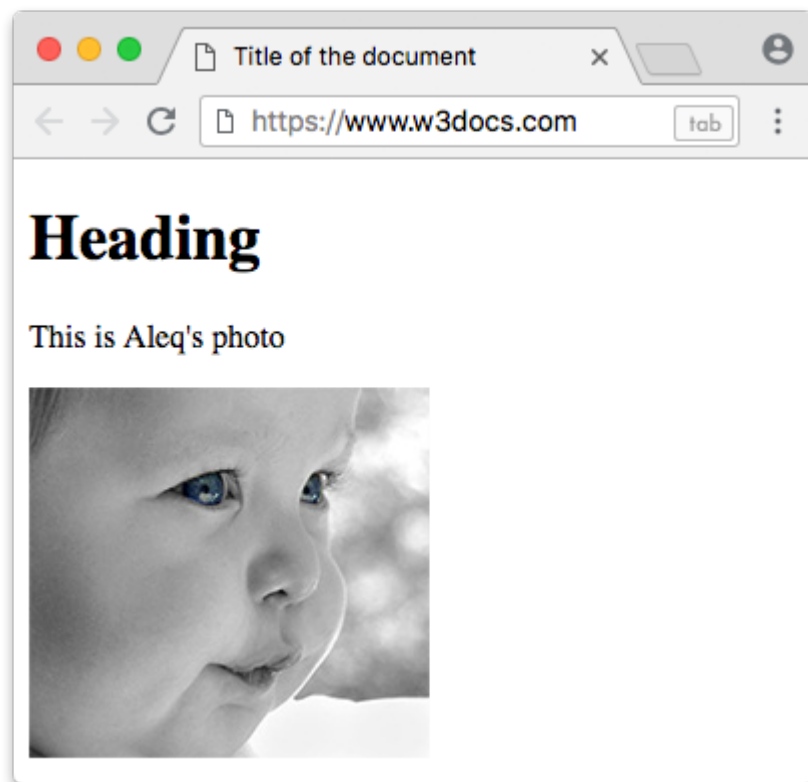 Title of the document
https://www.w3docs.com
tab
Heading
This is Aleq's photo